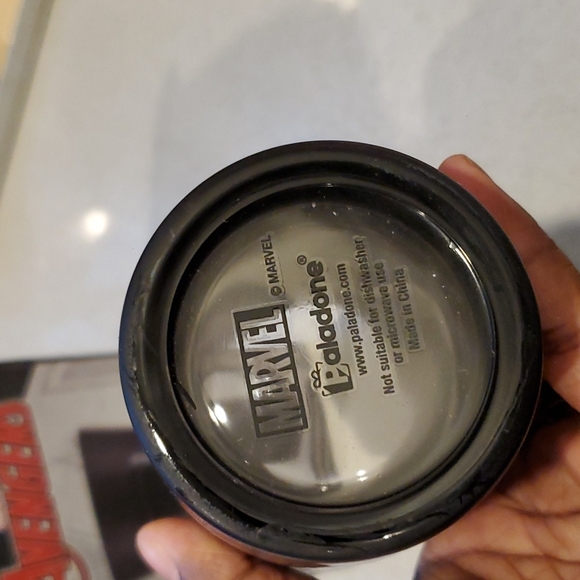 MARVEL
© MARVEL
Paladone®
www.paladone.com
Not suitable for dishwasher
or microwave use
Made in China